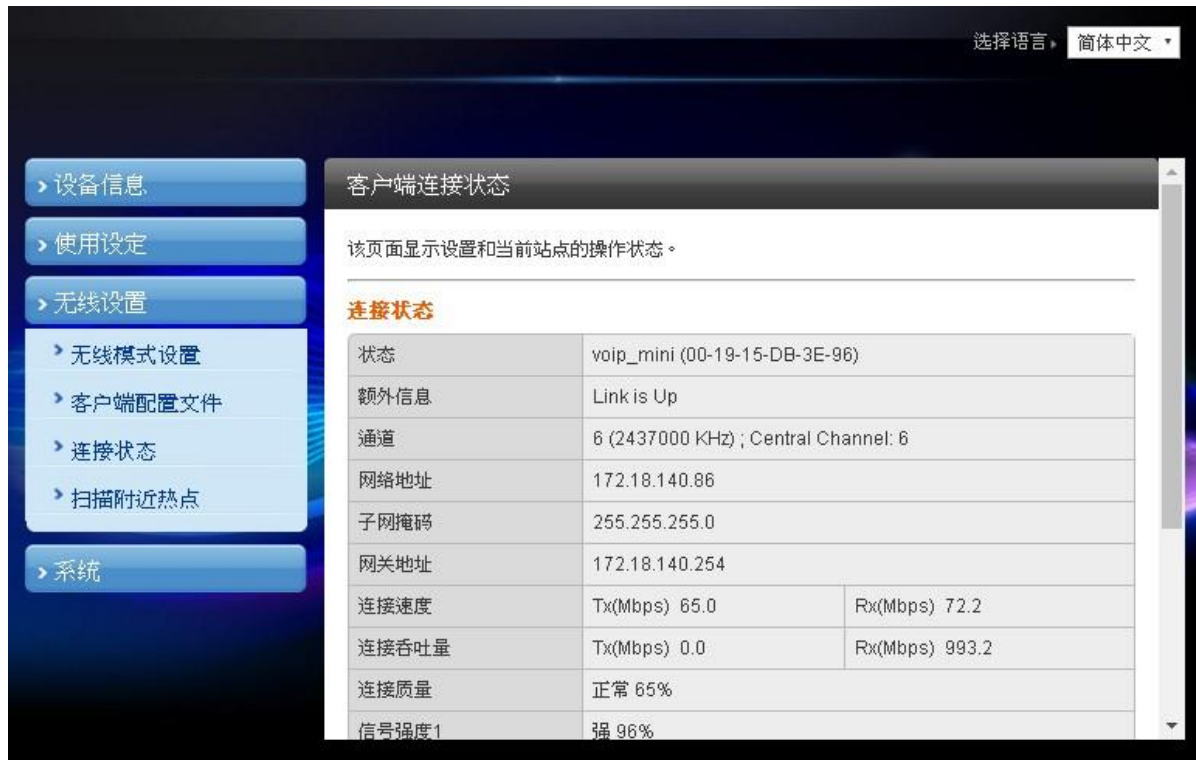 选择语言 简体中文
设备信息
使用设定
无线设置
无线模式设置
客户端配置文件
连接状态
扫描附近热点
系统
客户端连接状态
该页面显示设置和当前站点的操作状态。
连接状态
状态 voip_mini (00-19-15-DB-3E-96)
额外信息 Link is Up
通道 6 (2437000 KHz) ; Central Channel: 6
网络地址 172.18.140.86
子网掩码 255.255.255.0
网关地址 172.18.140.254
连接速度 Tx(Mbps) 65.0 Rx(Mbps) 72.2
连接吞吐量 Tx(Mbps) 0.0 Rx(Mbps) 993.2
连接质量 正常 65%
信号强度1 强 96%